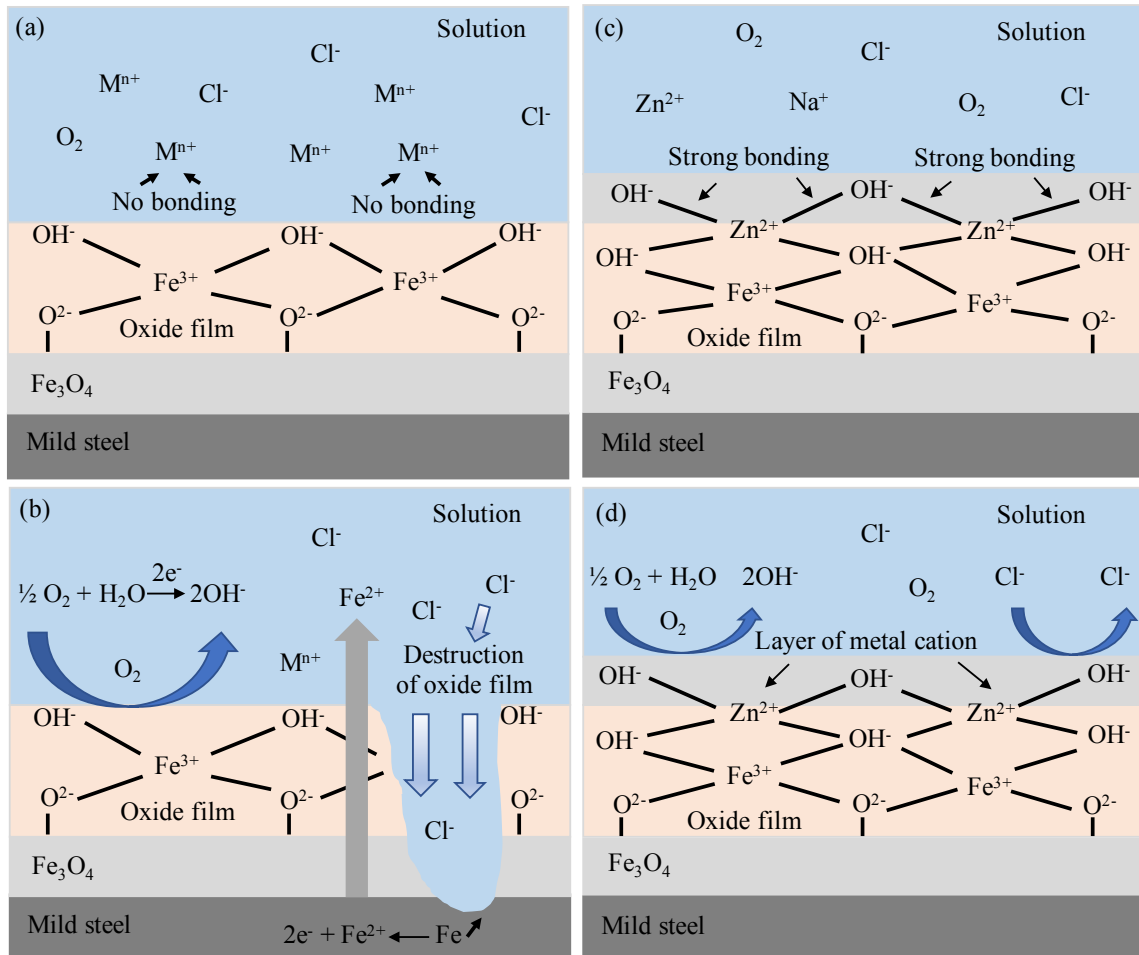 (a)
Solution
Cl⁻
Mⁿ⁺
Cl⁻
Mⁿ⁺
Cl⁻
O₂
Mⁿ⁺
Mⁿ⁺
Mⁿ⁺
No bonding
No bonding
OH-
OH-
OH-
Fe³⁺
Fe³⁺
O²⁻
O²⁻
O²⁻
Oxide film
Fe₃O₄
Mild steel
(c)
Solution
O₂
Cl⁻
Zn²⁺
Na⁺
O₂
Cl⁻
Strong bonding
Strong bonding
OH-
OH-
OH-
Zn²⁺
Zn²⁺
OH-
OH-
OH-
Fe³⁺
Fe³⁺
O²⁻
O²⁻
O²⁻
Oxide film
Fe₃O₄
Mild steel
(b)
Solution
Cl⁻
2e⁻
½ O₂ + H₂O → 2OH-
Fe²⁺
Cl⁻
Cl⁻
O₂
Mⁿ⁺
Destruction
of oxide film
OH-
OH-
OH-
Fe³⁺
O²⁻
O²⁻
O²⁻
Oxide film
Cl⁻
Fe₃O₄
Mild steel
2e⁻ + Fe²⁺ ← Fe
(d)
Solution
Cl⁻
½ O₂ + H₂O 2OH-
O₂
Cl⁻
Cl⁻
O₂
Layer of metal cation
OH-
OH-
OH-
Zn²⁺
Zn²⁺
OH-
OH-
OH-
Fe³⁺
Fe³⁺
O²⁻
O²⁻
O²⁻
Oxide film
Fe₃O₄
Mild steel